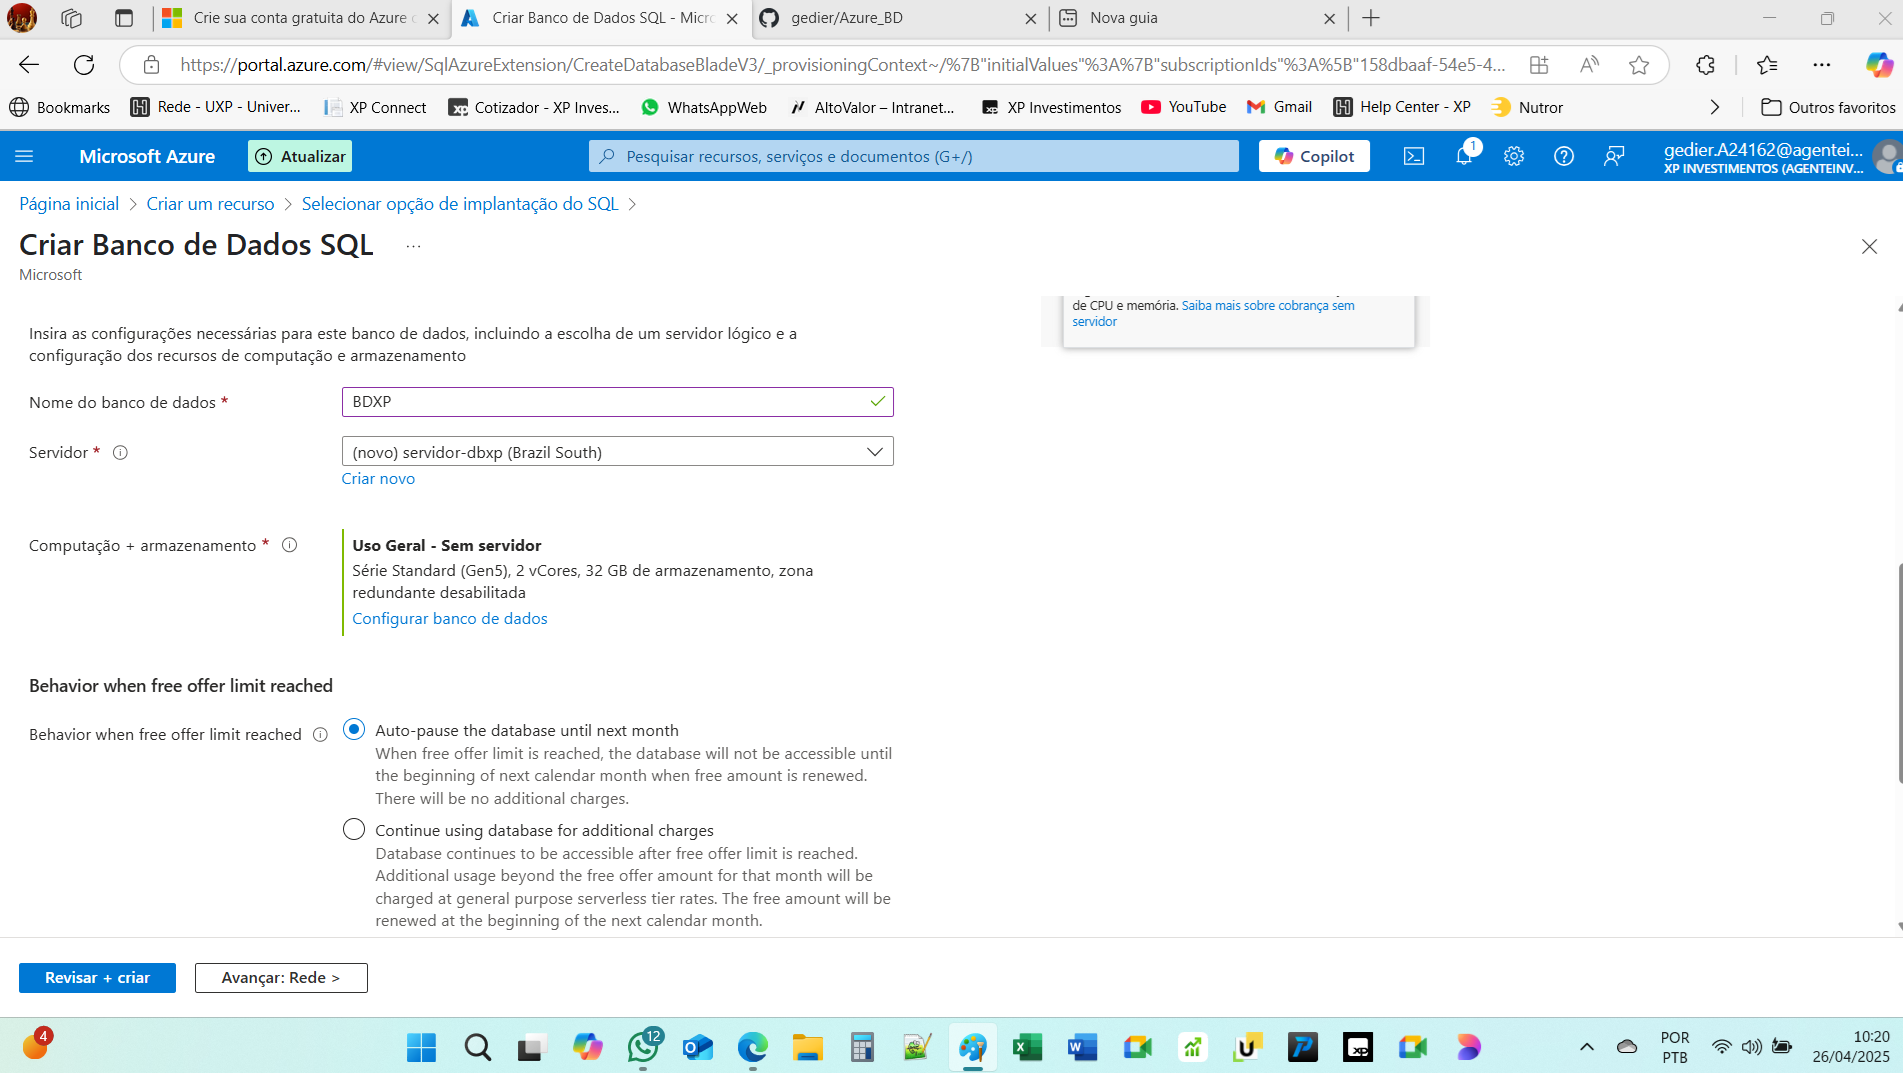 Crie sua conta gratuita do Azure
Criar Banco de Dados SQL - Micro
gedier/Azure_BD
Nova guia
https://portal.azure.com/#view/SqlAzureExtension/CreateDatabaseBladeV3/_provisioningContext~/%7B"initialValues"%3A%7B"subscriptionIds"%3A%5B"158dbaaf-54e5-4...
Bookmarks
Rede - UXP - Univer...
XP Connect
Cotizador - XP Inves...
WhatsAppWeb
AltoValor – Intranet...
XP Investimentos
YouTube
Gmail
Help Center - XP
Nutror
Outros favoritos
Microsoft Azure
Atualizar
Pesquisar recursos, serviços e documentos (G+/)
Copilot
1
gedier.A24162@agentei...
XP INVESTIMENTOS (AGENTEINV...
Página inicial > Criar um recurso > Selecionar opção de implantação do SQL >
Criar Banco de Dados SQL ...
Microsoft
de CPU e memória. Saiba mais sobre cobrança sem
servidor
Insira as configurações necessárias para este banco de dados, incluindo a escolha de um servidor lógico e a
configuração dos recursos de computação e armazenamento
Nome do banco de dados *
BDXP
Servidor *
(novo) servidor-dbxp (Brazil South)
Criar novo
Computação + armazenamento *
Uso Geral - Sem servidor
Série Standard (Gen5), 2 vCores, 32 GB de armazenamento, zona
redundante desabilitada
Configurar banco de dados
Behavior when free offer limit reached
Behavior when free offer limit reached
Auto-pause the database until next month
When free offer limit is reached, the database will not be accessible until
the beginning of next calendar month when free amount is renewed.
There will be no additional charges.
Continue using database for additional charges
Database continues to be accessible after free offer limit is reached.
Additional usage beyond the free offer amount for that month will be
charged at general purpose serverless tier rates. The free amount will be
renewed at the beginning of the next calendar month.
Revisar + criar
Avançar: Rede >
4
12
POR
PTB
10:20
26/04/2025